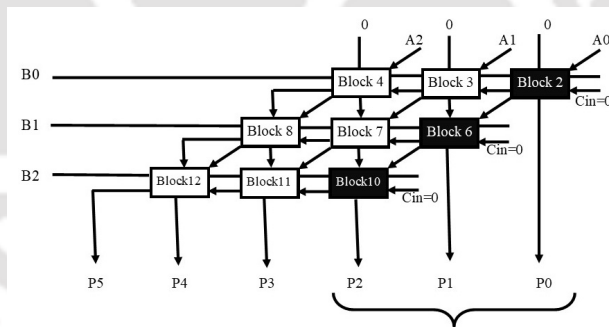 0 0 0
A2 A1 A0
B0 Block 4 Block 3 Block 2
Cin=0
B1 Block 8 Block 7 Block 6
Cin=0
B2 Block12 Block11 Block10
Cin=0
P5 P4 P3 P2 P1 P0